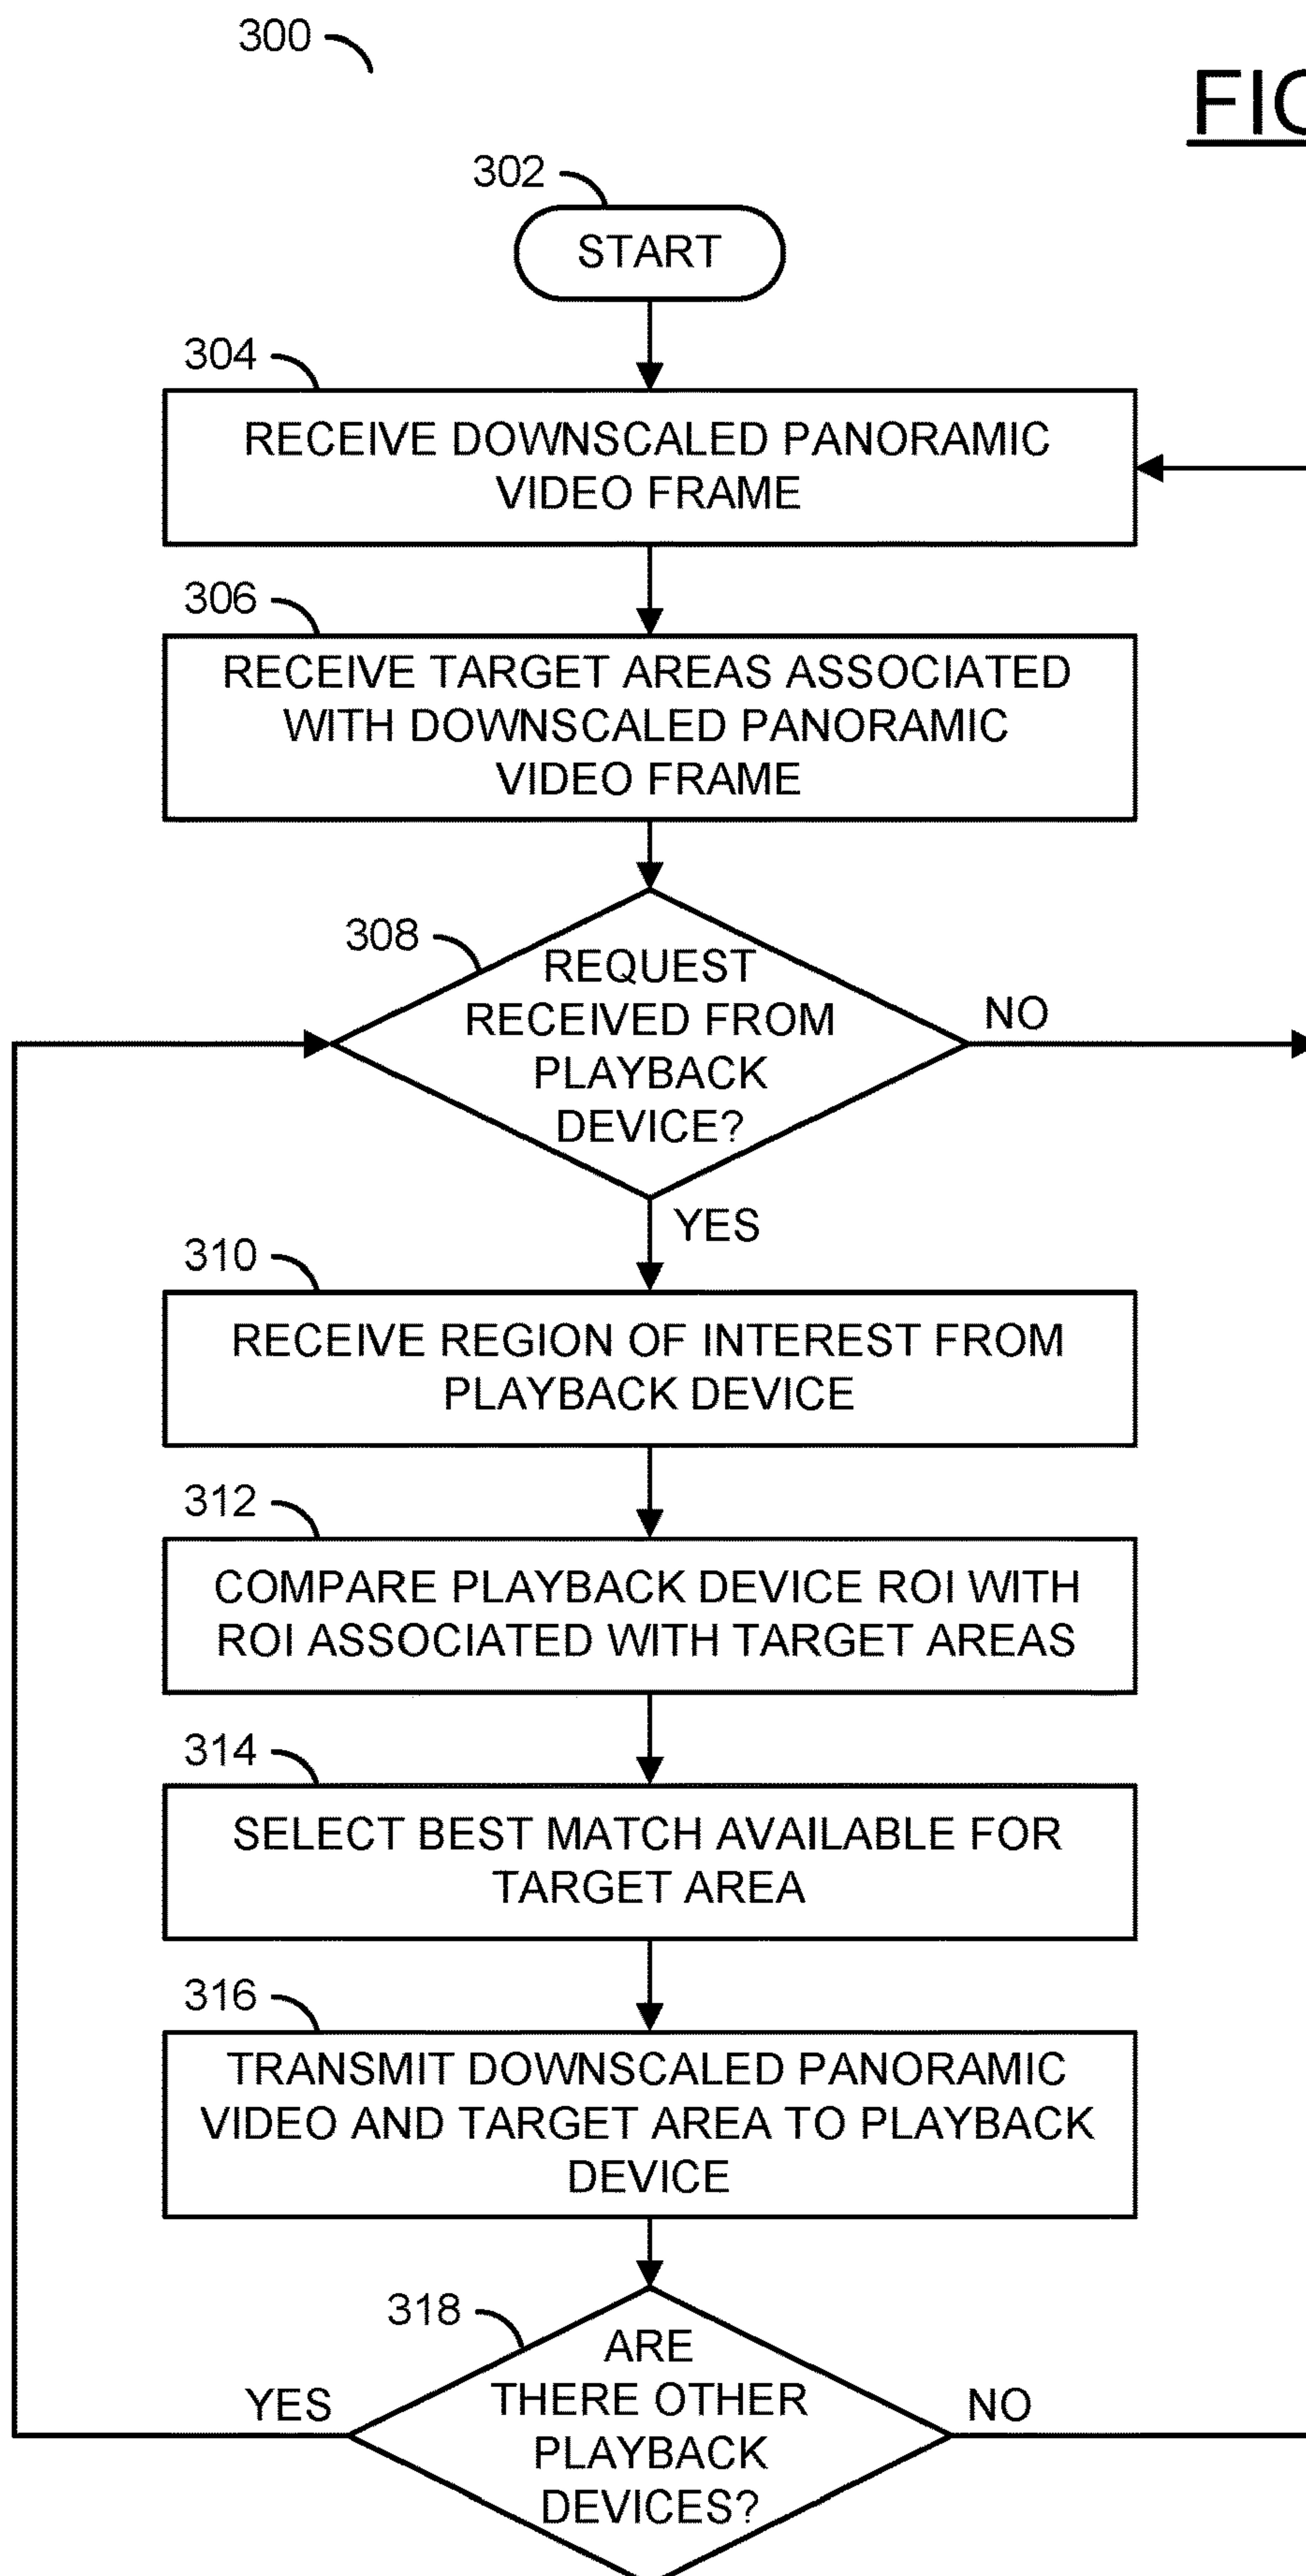 300
FIG
302
START
304
RECEIVE DOWNSCALED PANORAMIC
VIDEO FRAME
306
RECEIVE TARGET AREAS ASSOCIATED
WITH DOWNSCALED PANORAMIC
VIDEO FRAME
308
REQUEST
RECEIVED FROM
PLAYBACK
DEVICE?
NO
YES
310
RECEIVE REGION OF INTEREST FROM
PLAYBACK DEVICE
312
COMPARE PLAYBACK DEVICE ROI WITH
ROI ASSOCIATED WITH TARGET AREAS
314
SELECT BEST MATCH AVAILABLE FOR
TARGET AREA
316
TRANSMIT DOWNSCALED PANORAMIC
VIDEO AND TARGET AREA TO PLAYBACK
DEVICE
318
ARE
THERE OTHER
PLAYBACK
DEVICES?
YES
NO